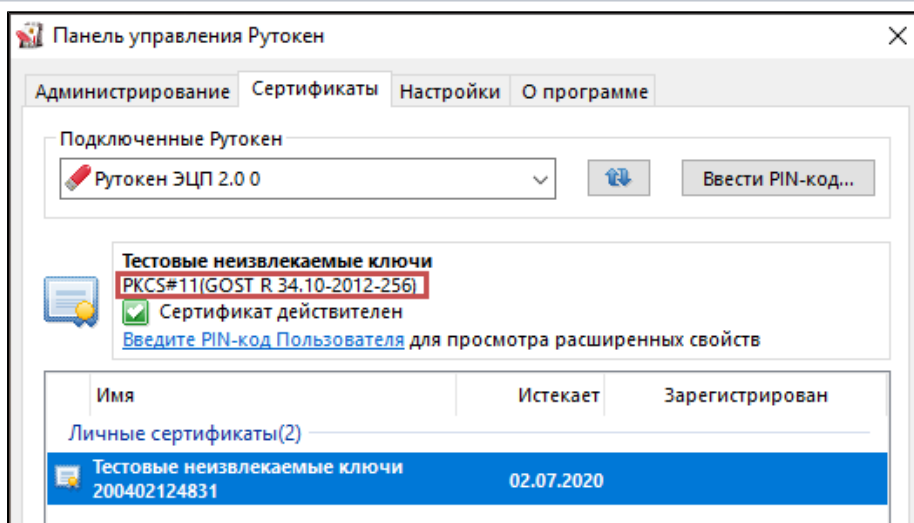 Панель управления Рутокен
Администрирование Сертификаты Настройки О программе
Подключенные Рутокен
Рутокен ЭЦП 2.0 0 Ввести PIN-код...
Тестовые неизвлекаемые ключи
PKCS#11(GOST R 34.10-2012-256)
Сертификат действителен
Введите PIN-код Пользователя для просмотра расширенных свойств
Имя Истекает Зарегистрирован
Личные сертификаты(2)
Тестовые неизвлекаемые ключи
200402124831 02.07.2020